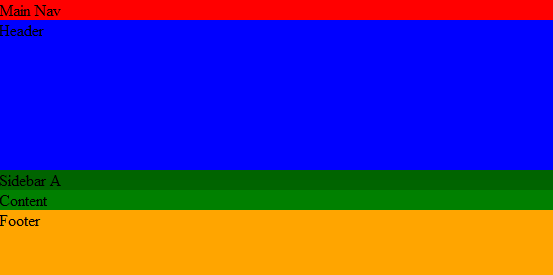 Main Nav
Header
Sidebar A
Content
Footer